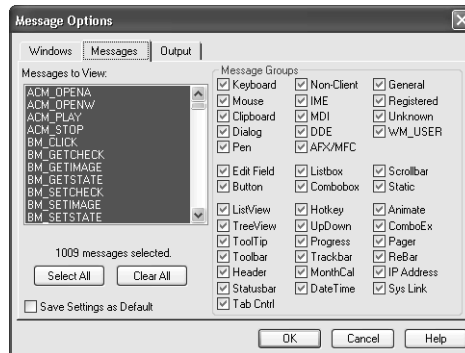 Message Options
Windows Messages Output
Messages to View:
ACM_OPENA
ACM_OPENW
ACM_PLAY
ACM_STOP
BM_CLICK
BM_GETCHECK
BM_GETIMAGE
BM_GETSTATE
BM_SETCHECK
BM_SETIMAGE
BM_SETSTATE
1009 messages selected.
Select All Clear All
Save Settings as Default
Message Groups
Keyboard Non-Client General
Mouse IME Registered
Clipboard MDI Unknown
Dialog DDE WM_USER
Pen AFX/MFC
Edit Field Listbox Scrollbar
Button Combobox Static
ListView Hotkey Animate
TreeView UpDown ComboEx
ToolTip Progress Pager
Toolbar Trackbar ReBar
Header MonthCal IP Address
Statusbar DateTime Sys Link
Tab Cntrl
OK Cancel Help